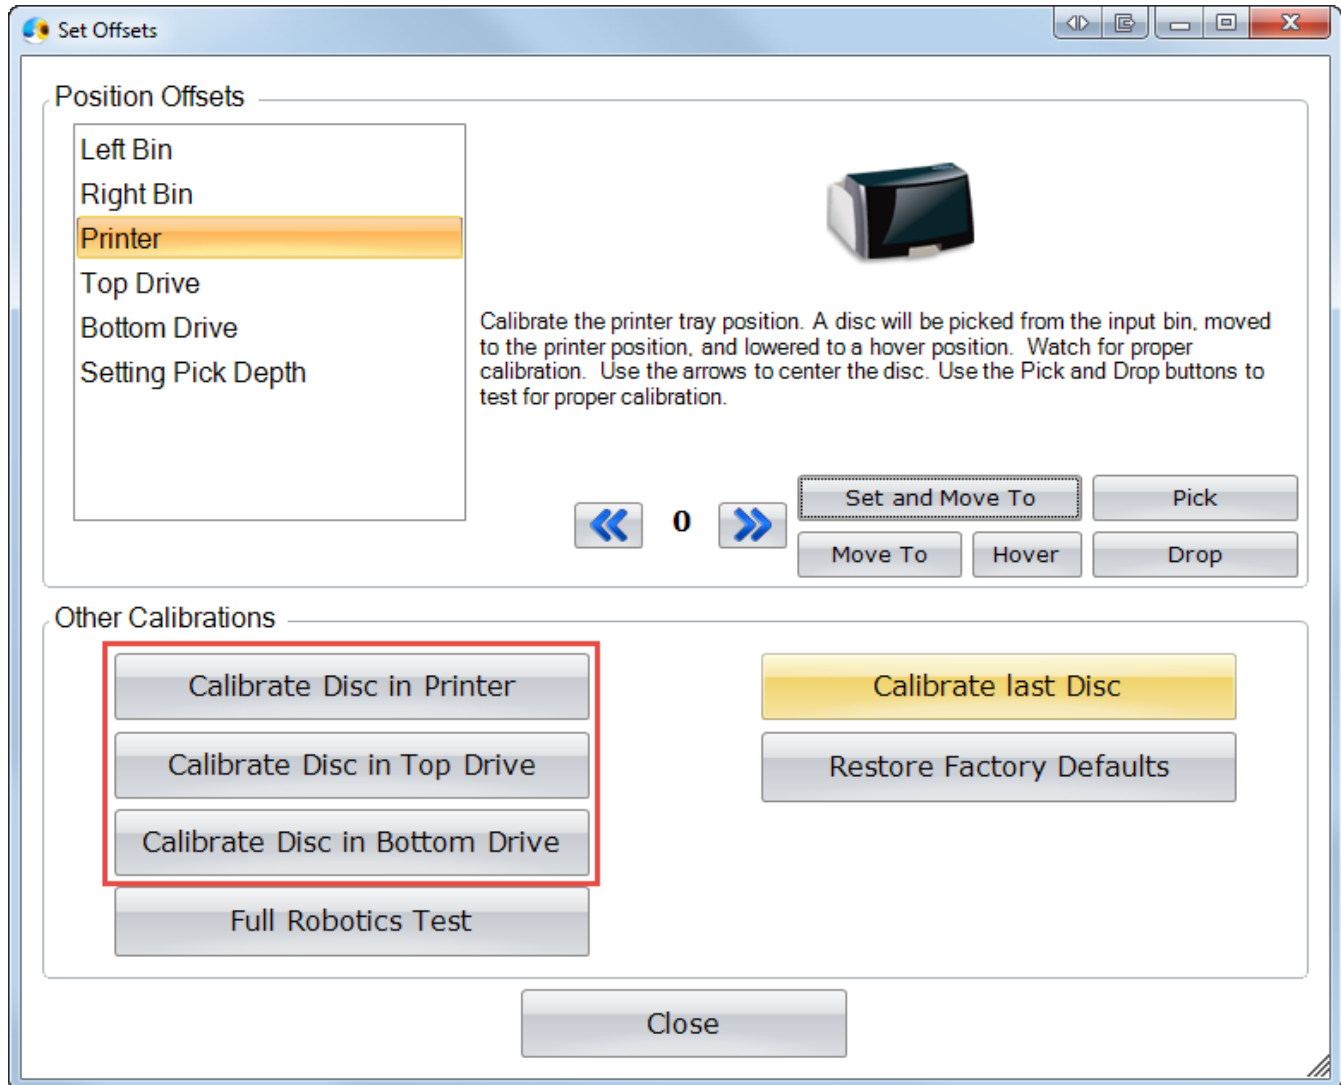 Set Offsets
Position Offsets
Left Bin
Right Bin
Printer
Top Drive
Bottom Drive
Setting Pick Depth
Calibrate the printer tray position. A disc will be picked from the input bin, moved
to the printer position, and lowered to a hover position. Watch for proper
calibration. Use the arrows to center the disc. Use the Pick and Drop buttons to
test for proper calibration.
0
Set and Move To
Pick
Move To
Hover
Drop
Other Calibrations
Calibrate Disc in Printer
Calibrate last Disc
Calibrate Disc in Top Drive
Restore Factory Defaults
Calibrate Disc in Bottom Drive
Full Robotics Test
Close